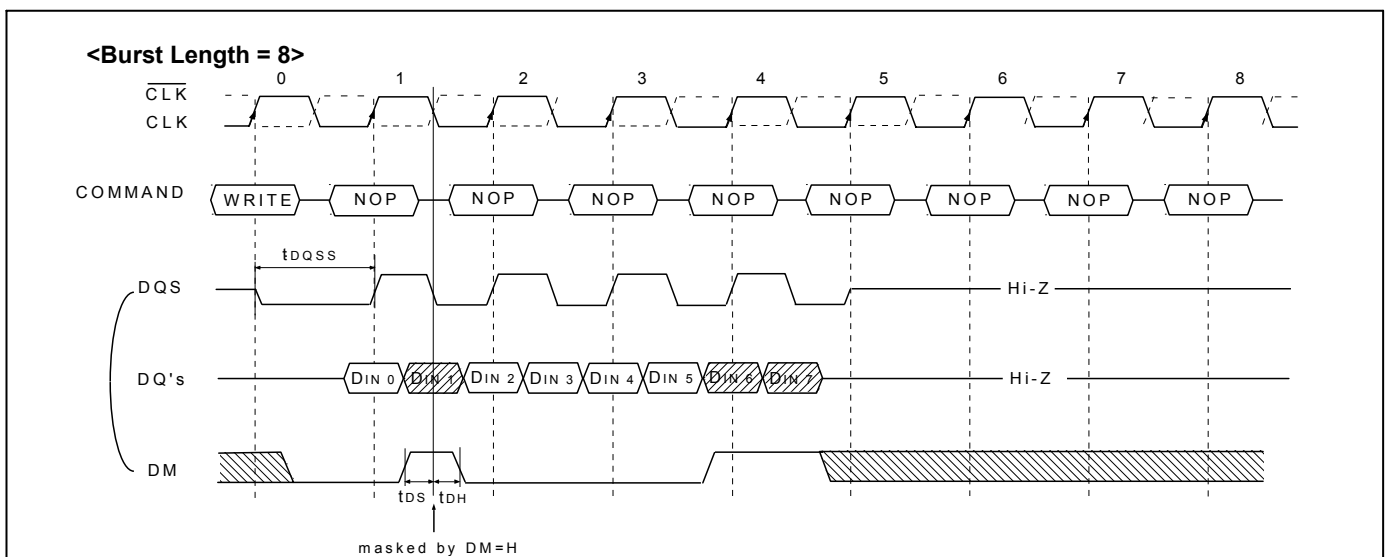 <Burst Length = 8>
0 1 2 3 4 5 6 7 8
CLK
CLK
COMMAND WRITE NOP NOP NOP NOP NOP NOP NOP NOP
tDQSS
DQS Hi-Z
DQ's DIN 0 DIN 1 DIN 2 DIN 3 DIN 4 DIN 5 DIN 6 DIN 7 Hi-Z
DM
tDS tDH
masked by DM=H